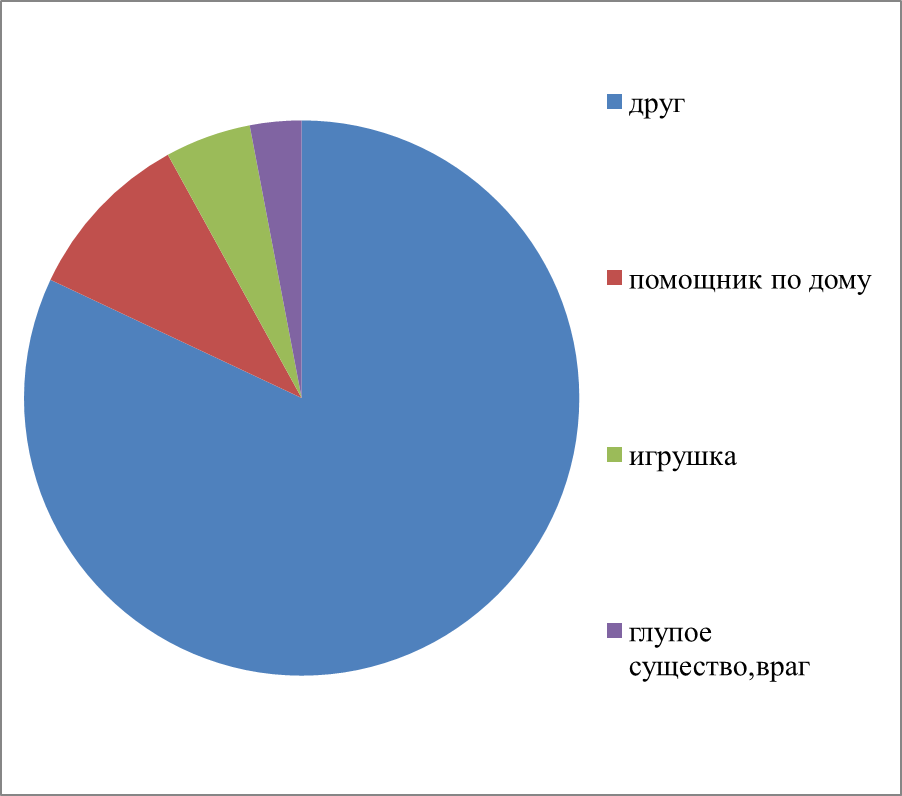 друг
помощник по дому
игрушка
глупое
существо,враг